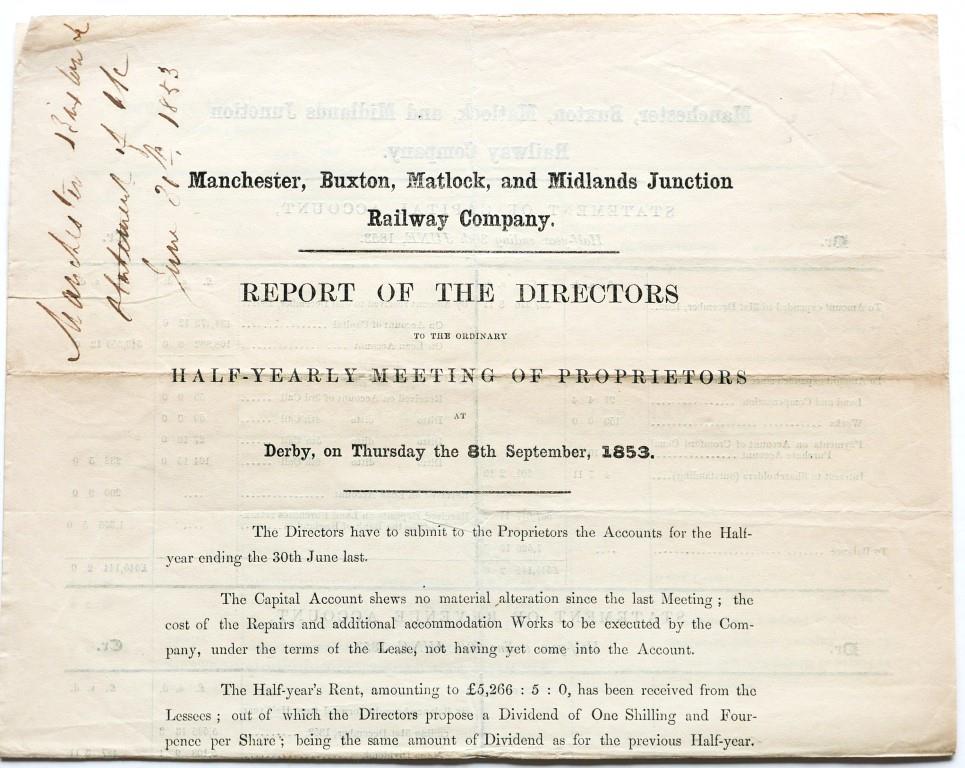 Manchester Buxton &
Statement of A/c
June 1853
Manchester, Buxton, Matlock, and Midlands Junction
Railway Company.
REPORT OF THE DIRECTORS
TO THE ORDINARY
HALF-YEARLY MEETING OF PROPRIETORS
AT
Derby, on Thursday the 8th September, 1853.
The Directors have to submit to the Proprietors the Accounts for the Half-
year ending the 30th June last.
The Capital Account shews no material alteration since the last Meeting ; the
cost of the Repairs and additional accommodation Works to be executed by the Com-
pany, under the terms of the Lease, not having yet come into the Account.
The Half-year's Rent, amounting to £5,266 : 5 : 0, has been received from the
Lessees ; out of which the Directors propose a Dividend of One Shilling and Four-
pence per Share ; being the same amount of Dividend as for the previous Half-year.